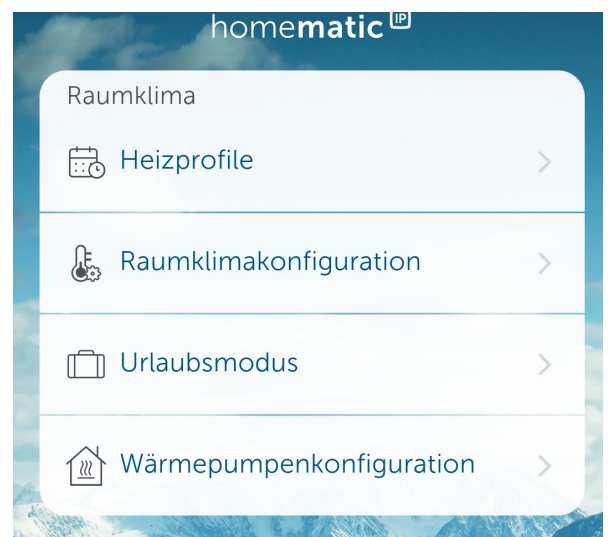 homematic IP
Raumklima
Heizprofile
Raumklimakonfiguration
Urlaubsmodus
Wärmepumpenkonfiguration